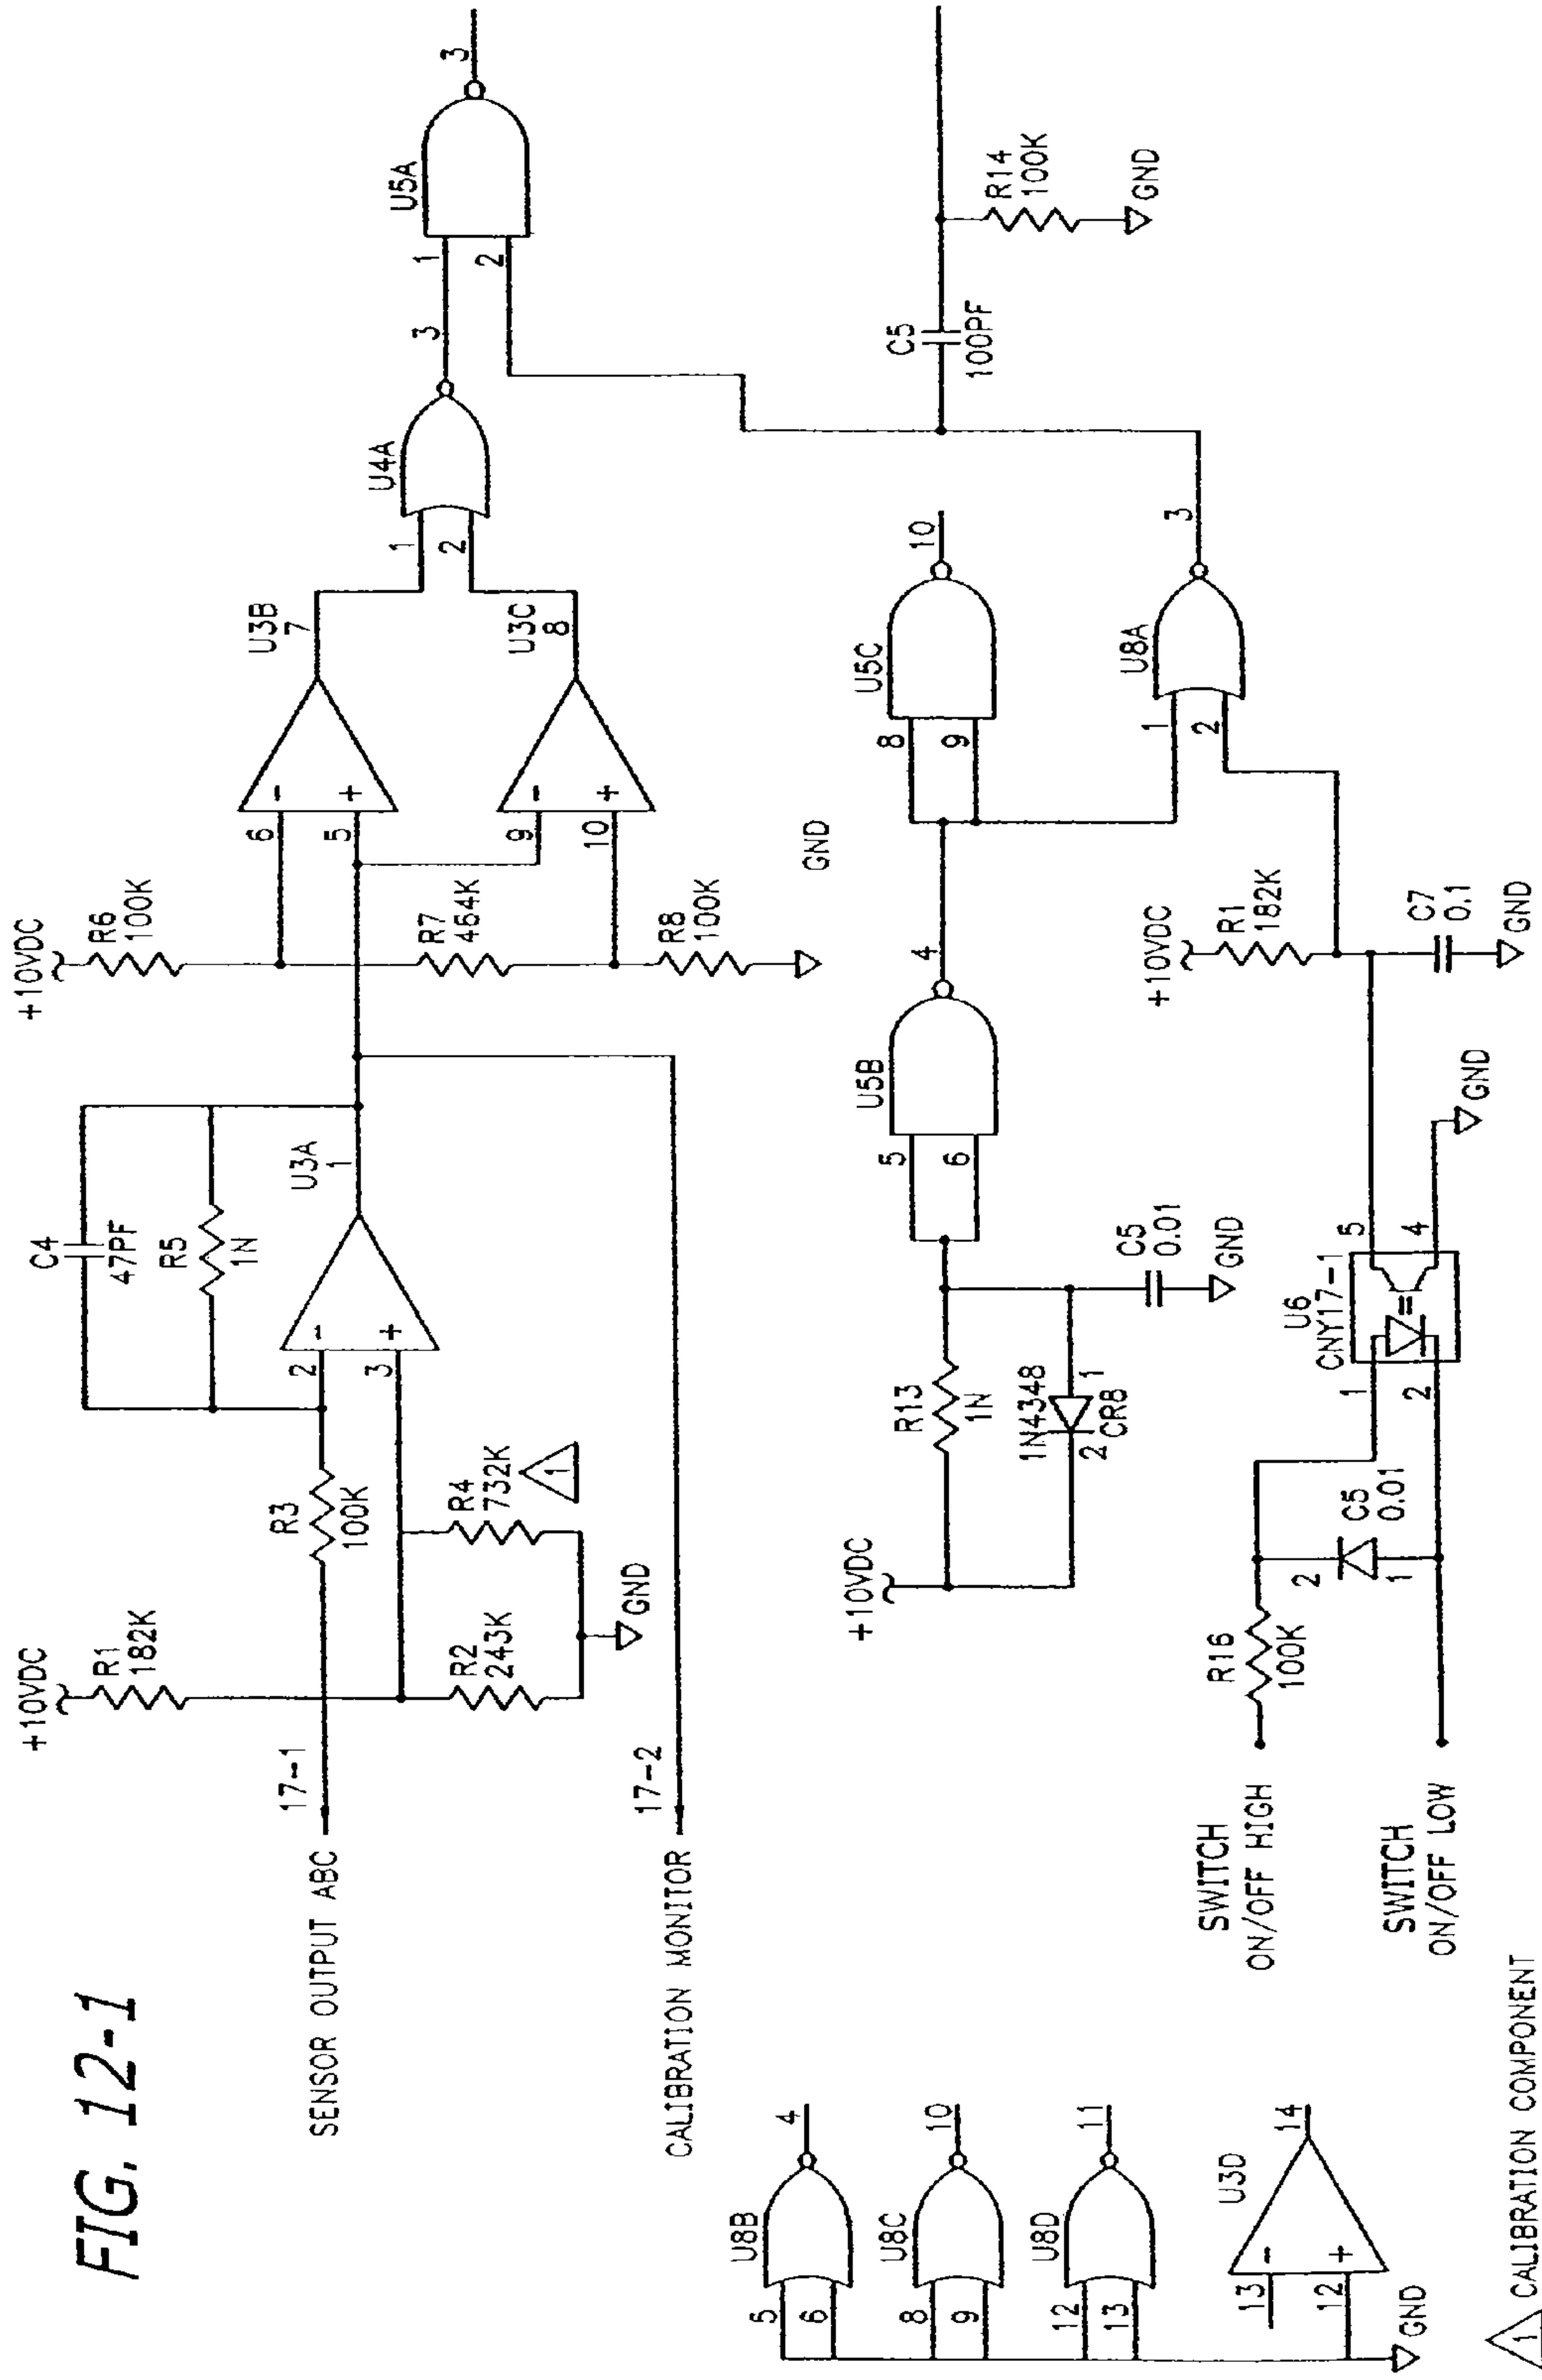 FIG. 12-1
+10VDC
R1
182K
17-1
SENSOR OUTPUT ABC
R3
100K
R2
243K
R4
732K
1
GND
C4
47PF
R5
1N
2
-
3
+
U3A
1
17-2
CALIBRATION MONITOR
+10VDC
R6
100K
R7
464K
R8
100K
GND
6
-
5
+
U3B
7
9
-
10
+
U3C
8
1
2
U4A
3
1
2
U5A
3
+10VDC
R13
1N
1N4348
2
1
CR8
C5
0.01
GND
5
6
U5B
4
8
9
U5C
10
1
2
U8A
3
C5
100PF
R14
100K
GND
+10VDC
R1
182K
C7
0.1
GND
SWITCH
ON/OFF HIGH
R16
100K
2
1
C5
0.01
SWITCH
ON/OFF LOW
U6
CNY17-1
1
2
5
4
GND
U8B
5
6
4
U8C
8
9
10
U8D
12
13
11
U3D
13
-
12
+
14
GND
1 CALIBRATION COMPONENT